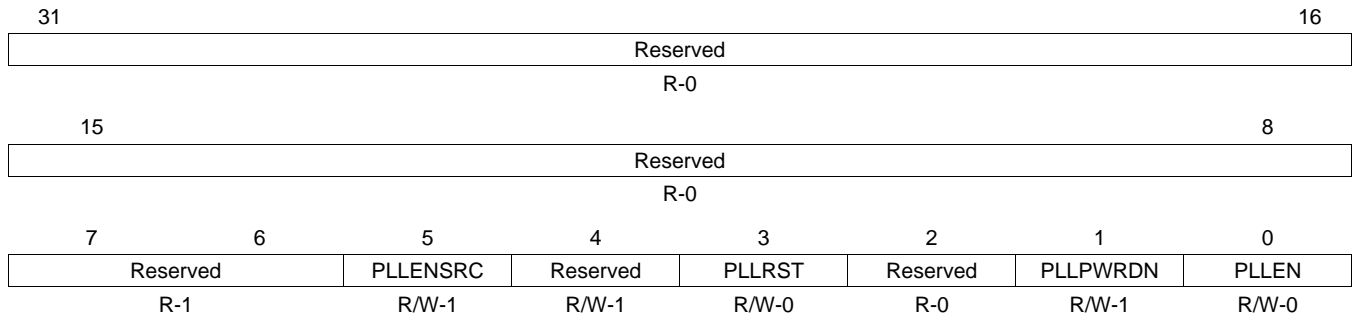 31 16
Reserved
R-0
15 8
Reserved
R-0
7 6 5 4 3 2 1 0
Reserved PLLENSRC Reserved PLLRST Reserved PLLPWRDN PLLEN
R-1 R/W-1 R/W-1 R/W-0 R-0 R/W-1 R/W-0